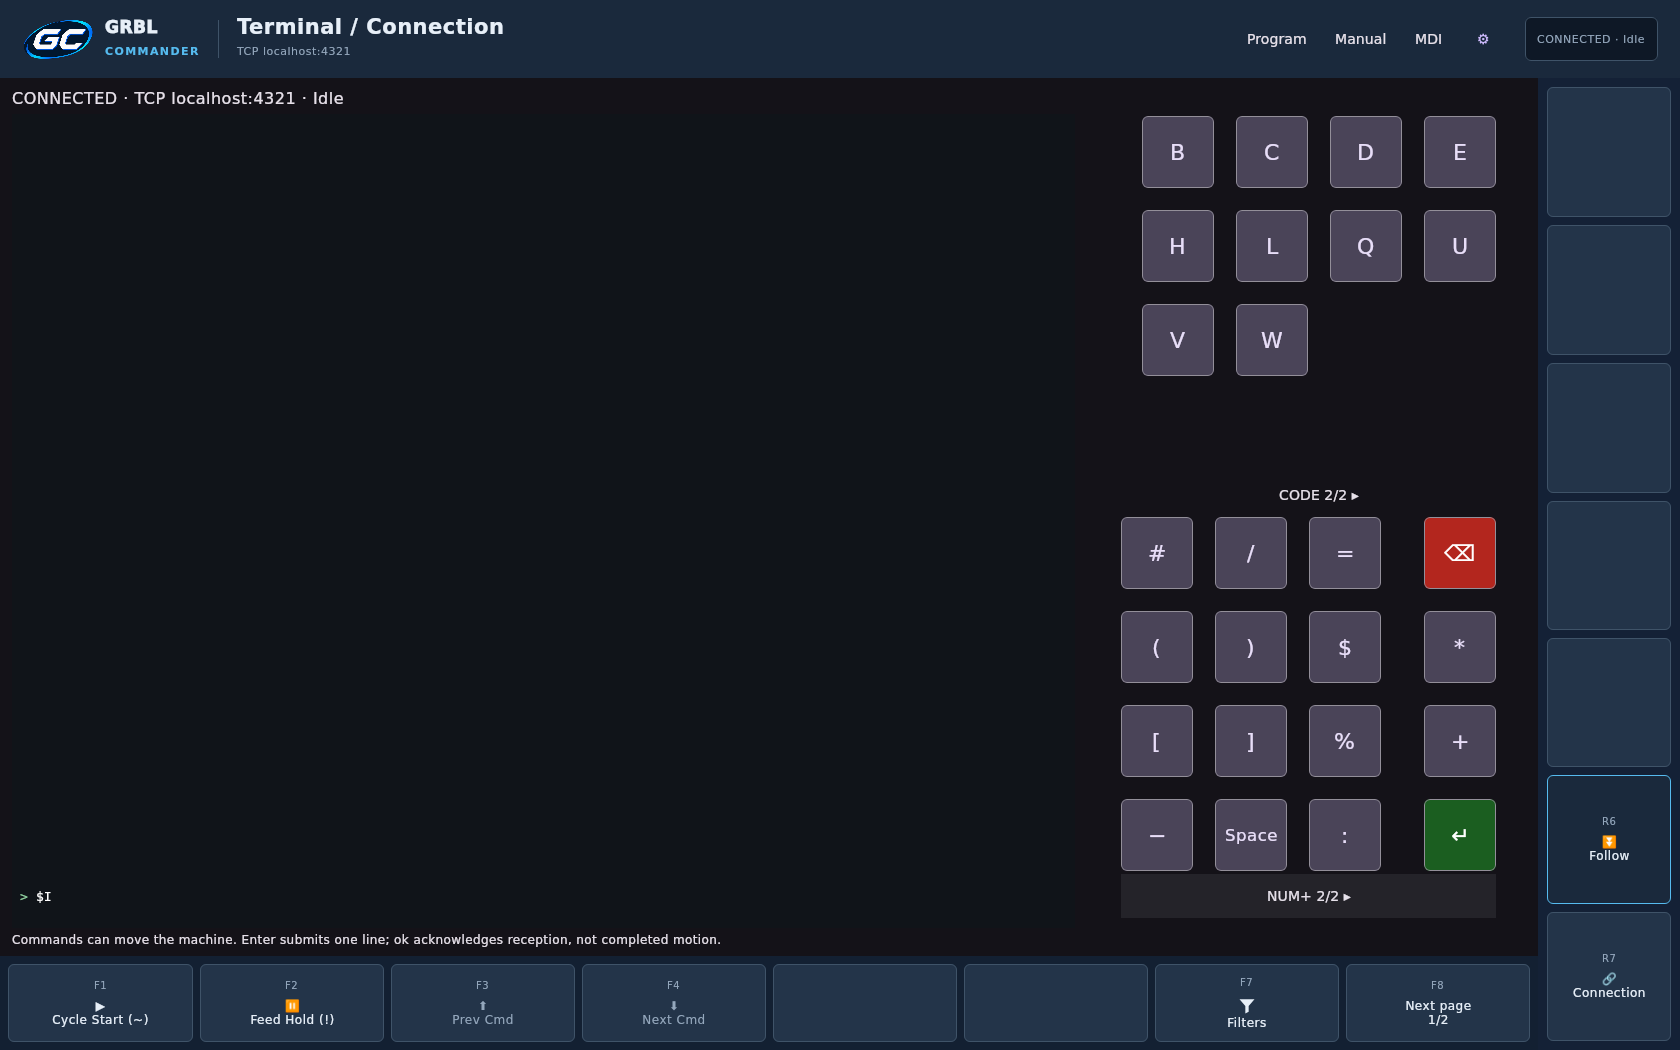 GC
GRBL
COMMANDER
Terminal / Connection
TCP localhost:4321
Program
Manual
MDI
CONNECTED · Idle
CONNECTED · TCP localhost:4321 · Idle
B
C
D
E
H
L
Q
U
V
W
CODE 2/2 ▸
#
/
=
⌫
(
)
$
*
[
]
%
+
−
Space
:
↵
NUM+ 2/2 ▸
> $I
Commands can move the machine. Enter submits one line; ok acknowledges reception, not completed motion.
R6
Follow
R7
Connection
F1
Cycle Start (~)
F2
Feed Hold (!)
F3
Prev Cmd
F4
Next Cmd
F7
Filters
F8
Next page
1/2